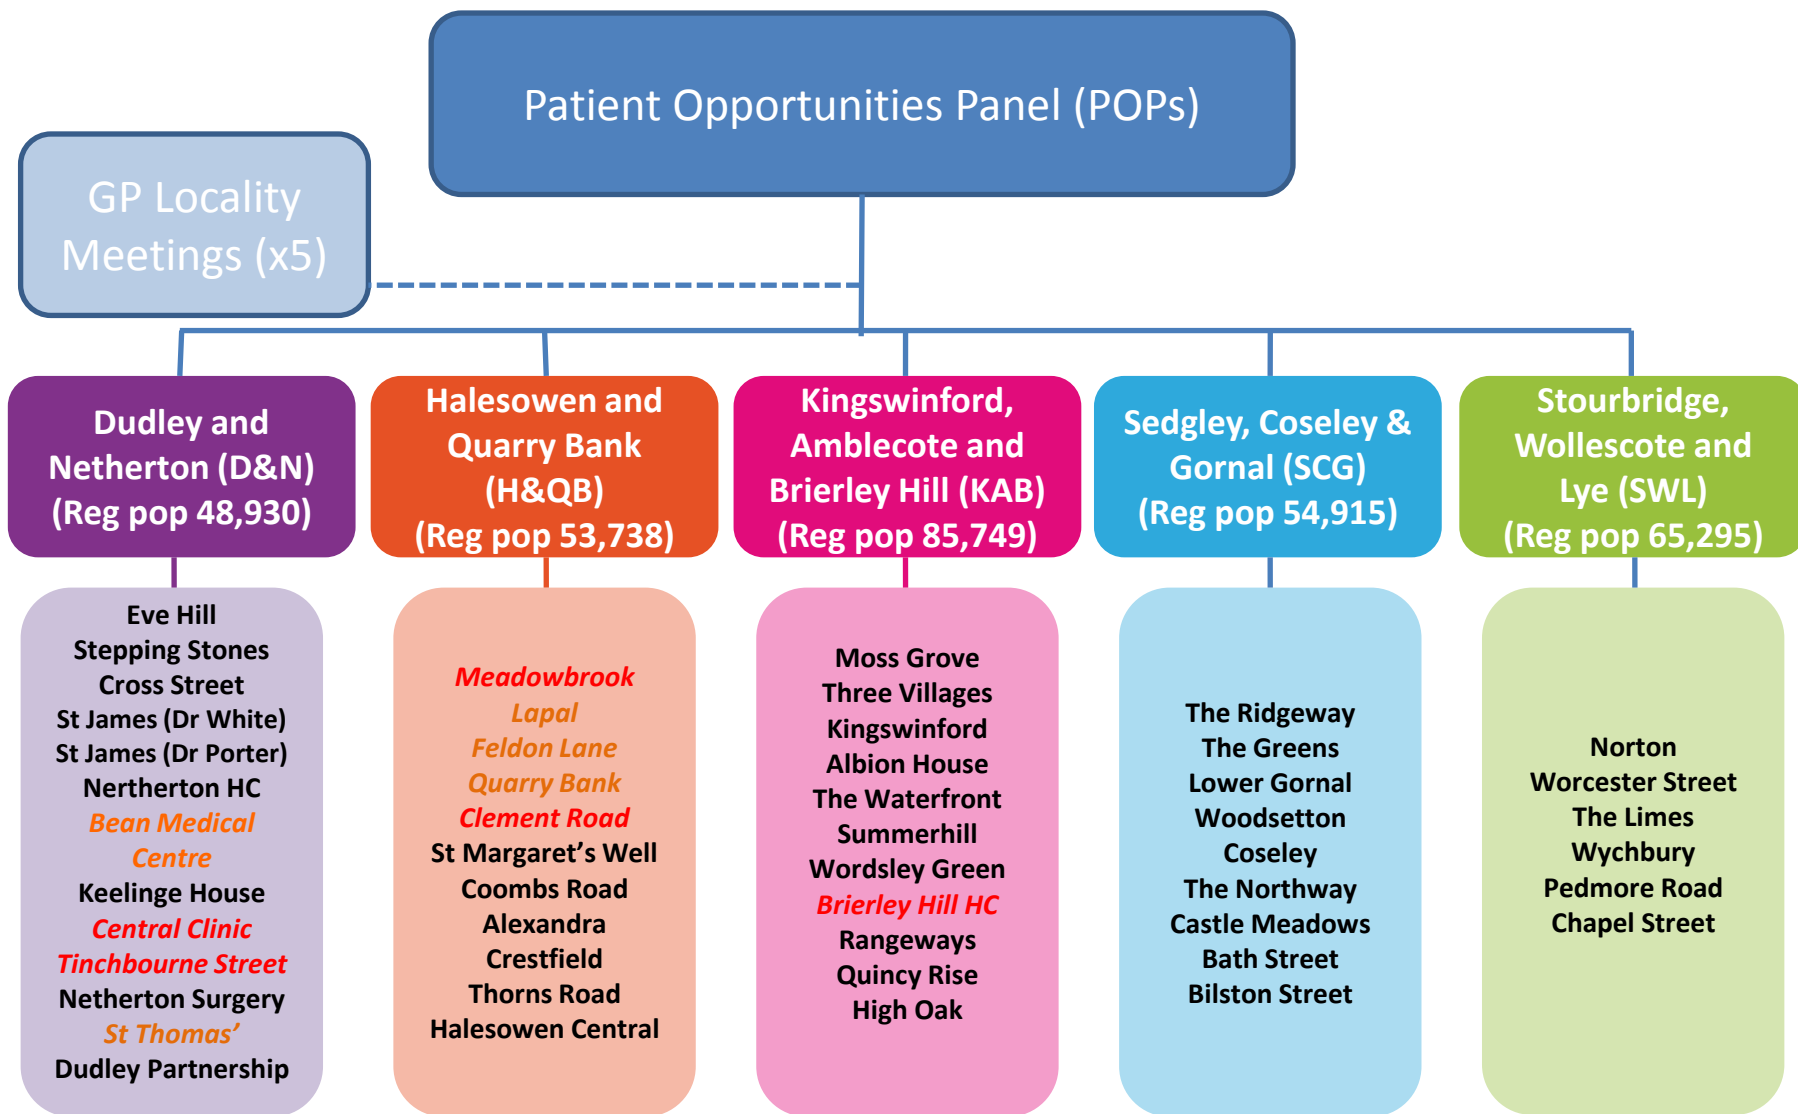 Patient Opportunities Panel (POPs)
GP Locality
Meetings (x5)
Dudley and
Netherton (D&N)
(Reg pop 48,930)
Halesowen and
Quarry Bank
(H&QB)
(Reg pop 53,738)
Kingswinford,
Amblecote and
Brierley Hill (KAB)
(Reg pop 85,749)
Sedgley, Coseley &
Gornal (SCG)
(Reg pop 54,915)
Stourbridge,
Wollescote and
Lye (SWL)
(Reg pop 65,295)
Eve Hill
Stepping Stones
Cross Street
St James (Dr White)
St James (Dr Porter)
Nertherton HC
Bean Medical
Centre
Keelinge House
Central Clinic
Tinchbourne Street
Netherton Surgery
St Thomas’
Dudley Partnership
Meadowbrook
Lapal
Feldon Lane
Quarry Bank
Clement Road
St Margaret’s Well
Coombs Road
Alexandra
Crestfield
Thorns Road
Halesowen Central
Moss Grove
Three Villages
Kingswinford
Albion House
The Waterfront
Summerhill
Wordsley Green
Brierley Hill HC
Rangeways
Quincy Rise
High Oak
The Ridgeway
The Greens
Lower Gornal
Woodsetton
Coseley
The Northway
Castle Meadows
Bath Street
Bilston Street
Norton
Worcester Street
The Limes
Wychbury
Pedmore Road
Chapel Street